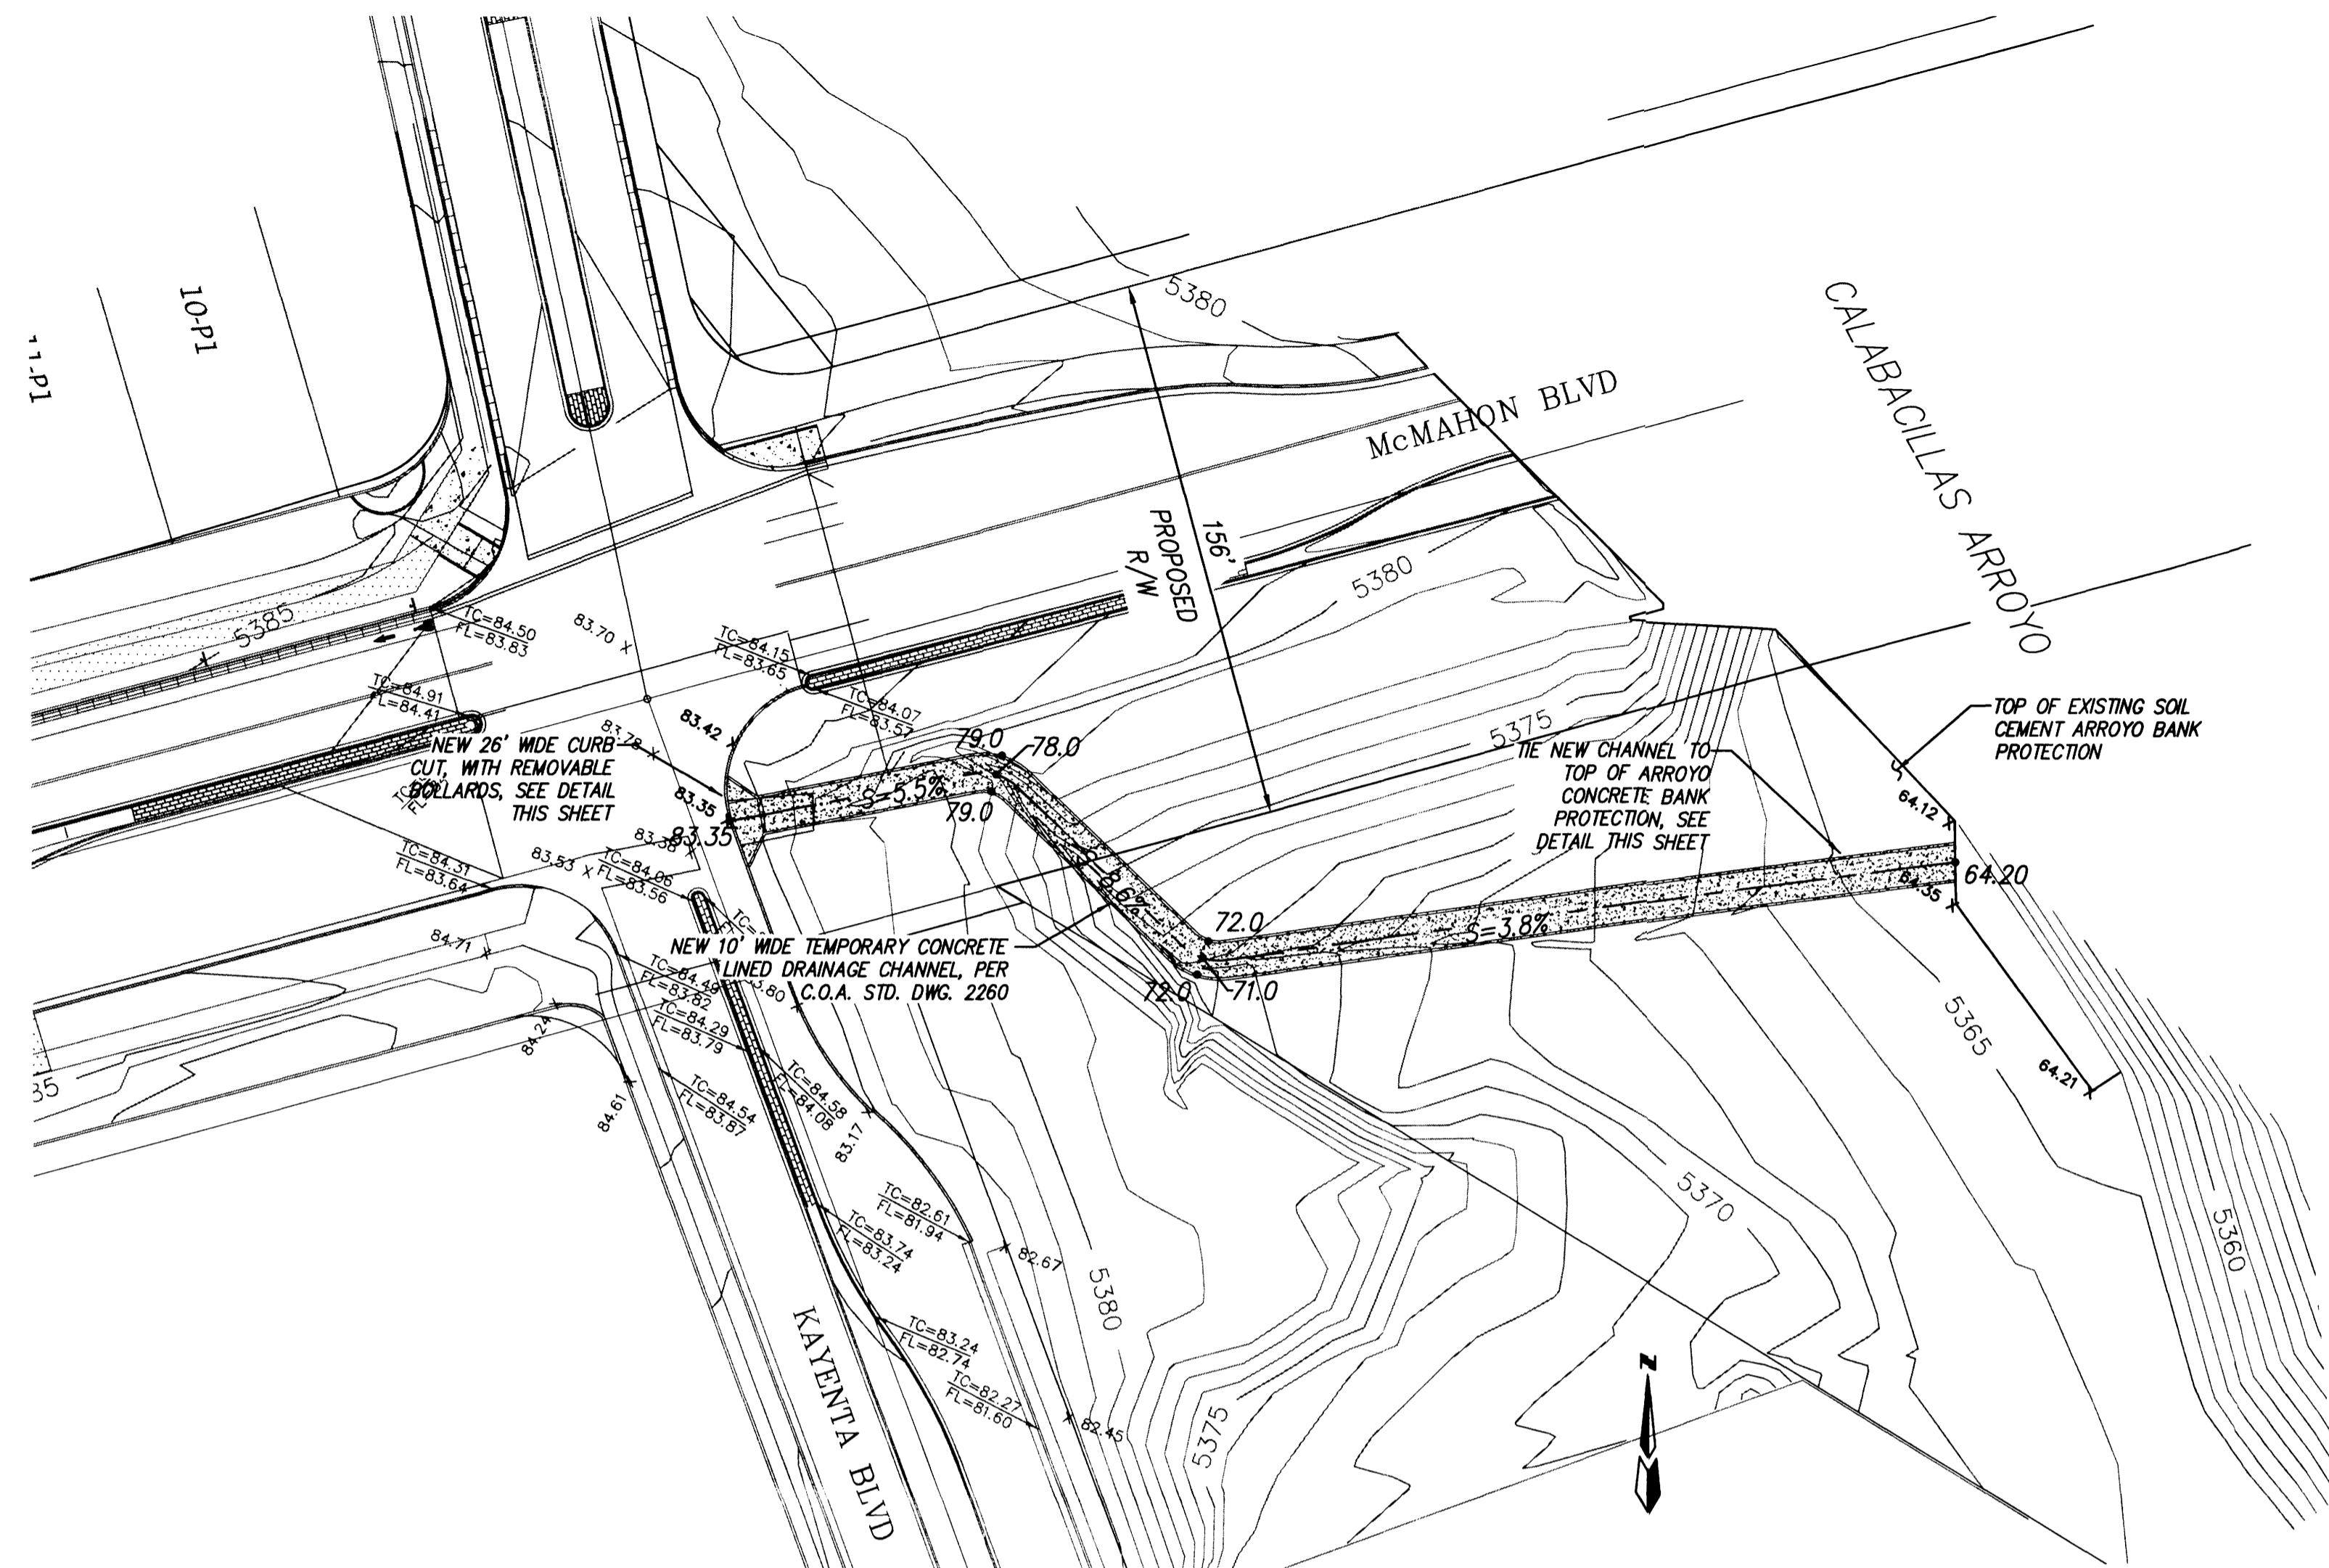 10-P1
11-P1
5385
5380
McMAHON BLVD
CALABACILLAS ARROYO
156'
PROPOSED
R/W
5380
TC=84.50
FL=83.83
83.70
TC=84.15
FL=83.65
TC=84.07
FL=83.57
TC=84.91
FL=84.41
83.42
83.78
NEW 26' WIDE CURB
CUT, WITH REMOVABLE
BOLLARDS, SEE DETAIL
THIS SHEET
83.35
83.35
79.0
78.0
79.0
S=5.5%
5375
TIE NEW CHANNEL TO
TOP OF ARROYO
CONCRETE BANK
PROTECTION, SEE
DETAIL THIS SHEET
TOP OF EXISTING SOIL
CEMENT ARROYO BANK
PROTECTION
64.12
64.20
64.35
64.21
TC=84.31
FL=83.64
83.53
TC=84.06
FL=83.56
72.0
72.0
71.0
S=3.8%
NEW 10' WIDE TEMPORARY CONCRETE
LINED DRAINAGE CHANNEL, PER
C.O.A. STD. DWG. 2260
84.71
84.24
84.61
FL=83.82
TC=84.29
FL=83.79
TC=84.58
FL=84.08
TC=84.54
FL=83.87
83.17
TC=82.61
FL=81.94
TC=83.74
FL=83.24
82.67
TC=83.24
FL=82.74
TC=82.27
FL=81.60
82.45
5380
5375
5370
5365
5360
KAYENTA BLVD
N